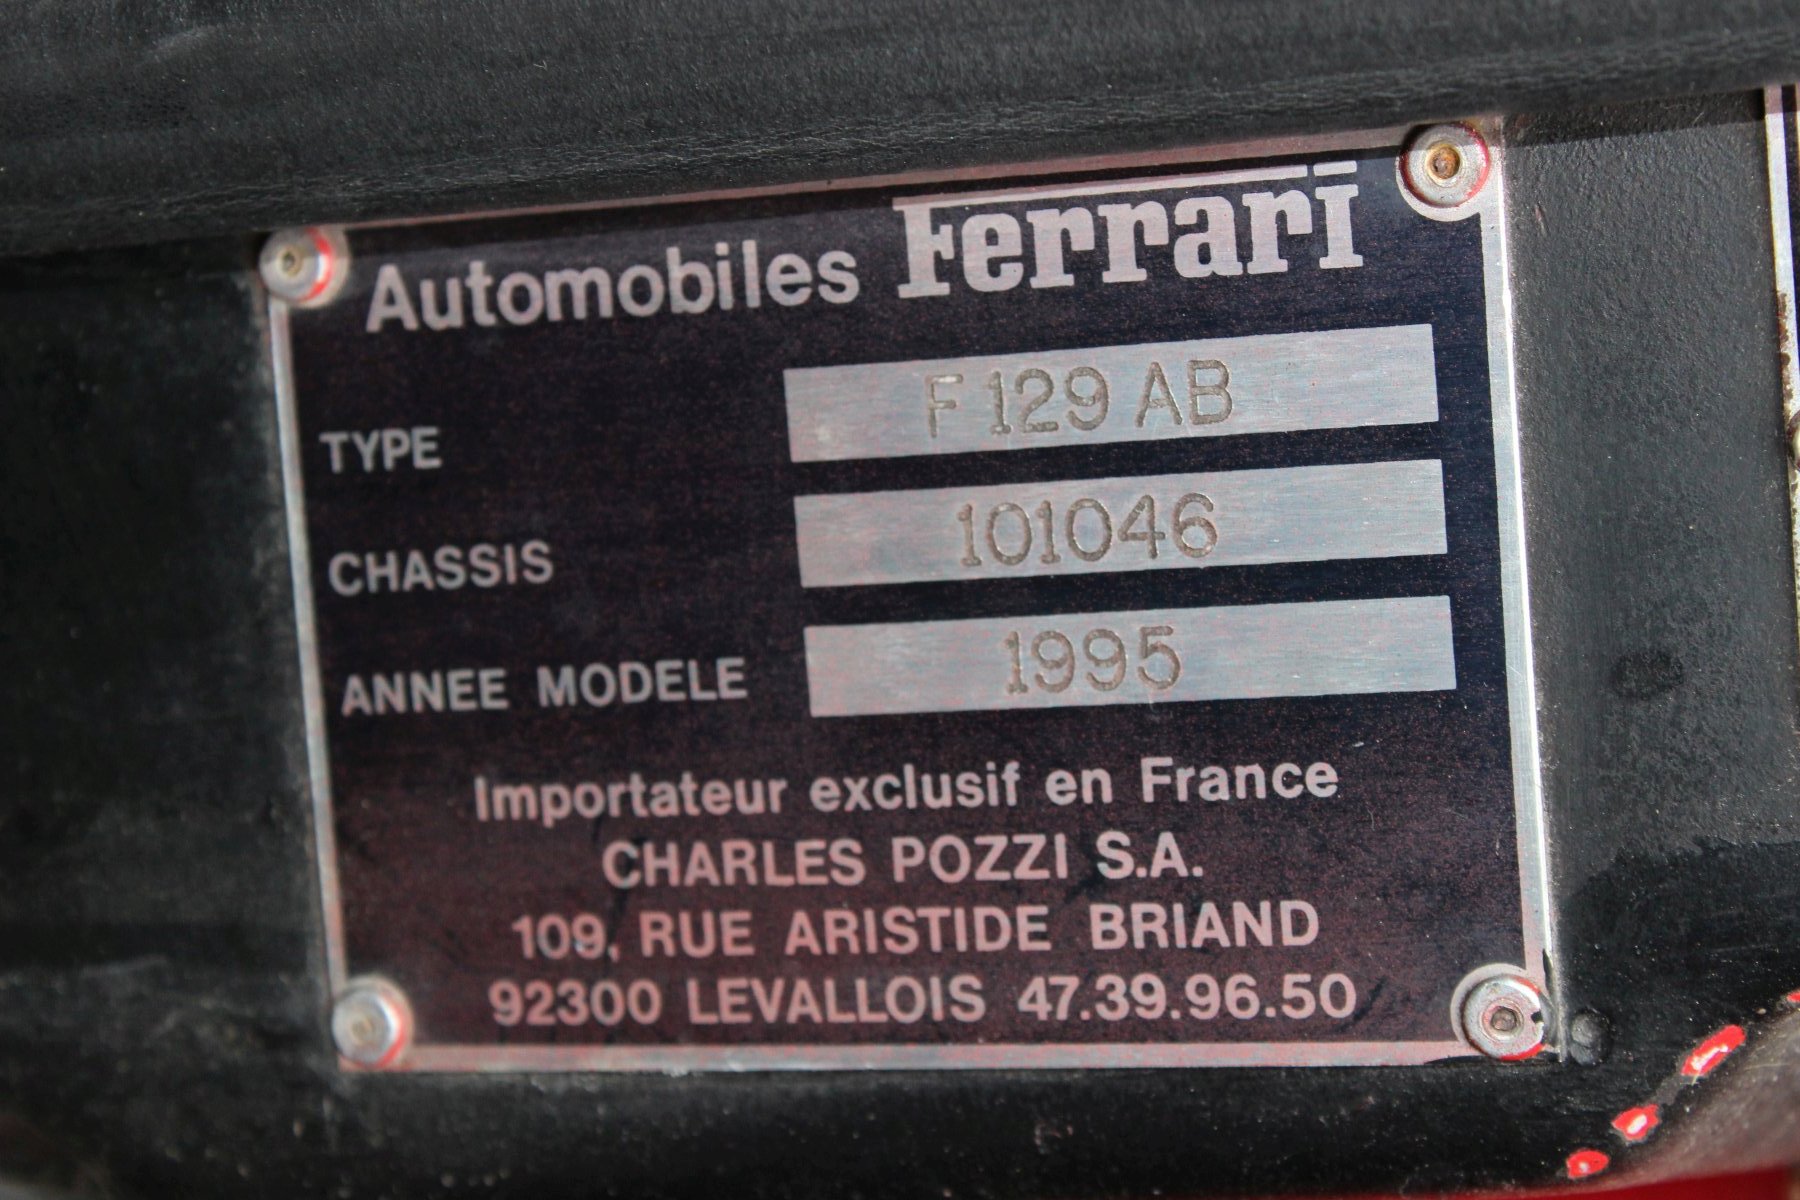 Automobiles Ferrari
TYPE F 129 AB
CHASSIS 101046
ANNEE MODELE 1995
Importateur exclusif en France
CHARLES POZZI S.A.
109, RUE ARISTIDE BRIAND
92300 LEVALLOIS 47.39.96.50